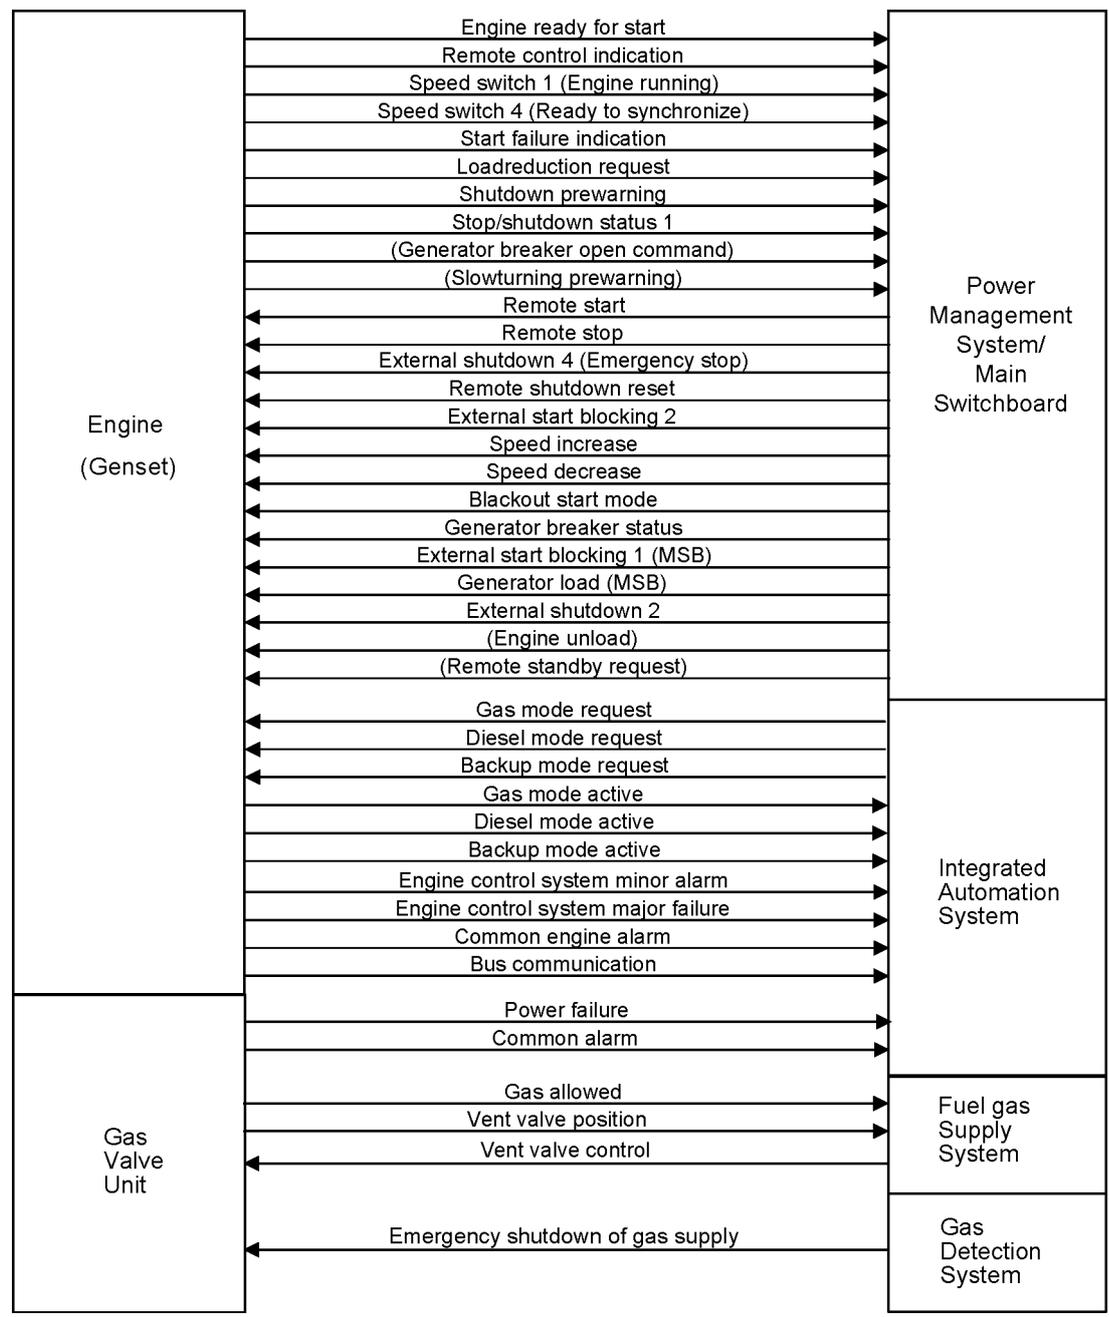 Engine ready for start
Remote control indication
Speed switch 1 (Engine running)
Speed switch 4 (Ready to synchronize)
Start failure indication
Loadreduction request
Shutdown prewarning
Stop/shutdown status 1
(Generator breaker open command)
(Slowturning prewarning)
Remote start
Remote stop
External shutdown 4 (Emergency stop)
Remote shutdown reset
External start blocking 2
Speed increase
Speed decrease
Blackout start mode
Generator breaker status
External start blocking 1 (MSB)
Generator load (MSB)
External shutdown 2
(Engine unload)
(Remote standby request)
Engine
(Genset)
Power
Management
System/
Main
Switchboard
Gas mode request
Diesel mode request
Backup mode request
Gas mode active
Diesel mode active
Backup mode active
Engine control system minor alarm
Engine control system major failure
Common engine alarm
Bus communication
Power failure
Common alarm
Integrated
Automation
System
Gas allowed
Vent valve position
Vent valve control
Fuel gas
Supply
System
Gas
Valve
Unit
Emergency shutdown of gas supply
Gas
Detection
System